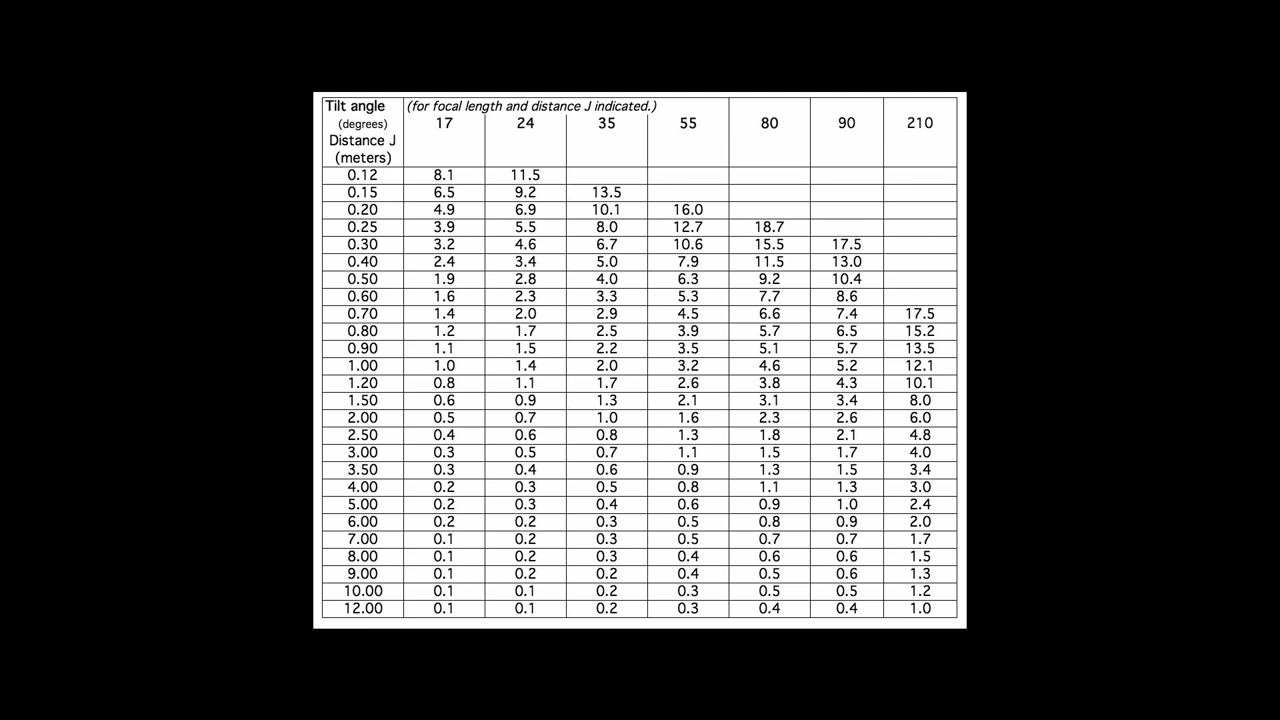 Tilt angle (for focal length and distance J indicated.)
(degrees) 17 24 35 55 80 90 210
Distance J
(meters)
0.12 8.1 11.5
0.15 6.5 9.2 13.5
0.20 4.9 6.9 10.1 16.0
0.25 3.9 5.5 8.0 12.7 18.7
0.30 3.2 4.6 6.7 10.6 15.5 17.5
0.40 2.4 3.4 5.0 7.9 11.5 13.0
0.50 1.9 2.8 4.0 6.3 9.2 10.4
0.60 1.6 2.3 3.3 5.3 7.7 8.6
0.70 1.4 2.0 2.9 4.5 6.6 7.4 17.5
0.80 1.2 1.7 2.5 3.9 5.7 6.5 15.2
0.90 1.1 1.5 2.2 3.5 5.1 5.7 13.5
1.00 1.0 1.4 2.0 3.2 4.6 5.2 12.1
1.20 0.8 1.1 1.7 2.6 3.8 4.3 10.1
1.50 0.6 0.9 1.3 2.1 3.1 3.4 8.0
2.00 0.5 0.7 1.0 1.6 2.3 2.6 6.0
2.50 0.4 0.6 0.8 1.3 1.8 2.1 4.8
3.00 0.3 0.5 0.7 1.1 1.5 1.7 4.0
3.50 0.3 0.4 0.6 0.9 1.3 1.5 3.4
4.00 0.2 0.3 0.5 0.8 1.1 1.3 3.0
5.00 0.2 0.3 0.4 0.6 0.9 1.0 2.4
6.00 0.2 0.2 0.3 0.5 0.8 0.9 2.0
7.00 0.1 0.2 0.3 0.5 0.7 0.7 1.7
8.00 0.1 0.2 0.3 0.4 0.6 0.6 1.5
9.00 0.1 0.2 0.2 0.4 0.5 0.6 1.3
10.00 0.1 0.1 0.2 0.3 0.5 0.5 1.2
12.00 0.1 0.1 0.2 0.3 0.4 0.4 1.0